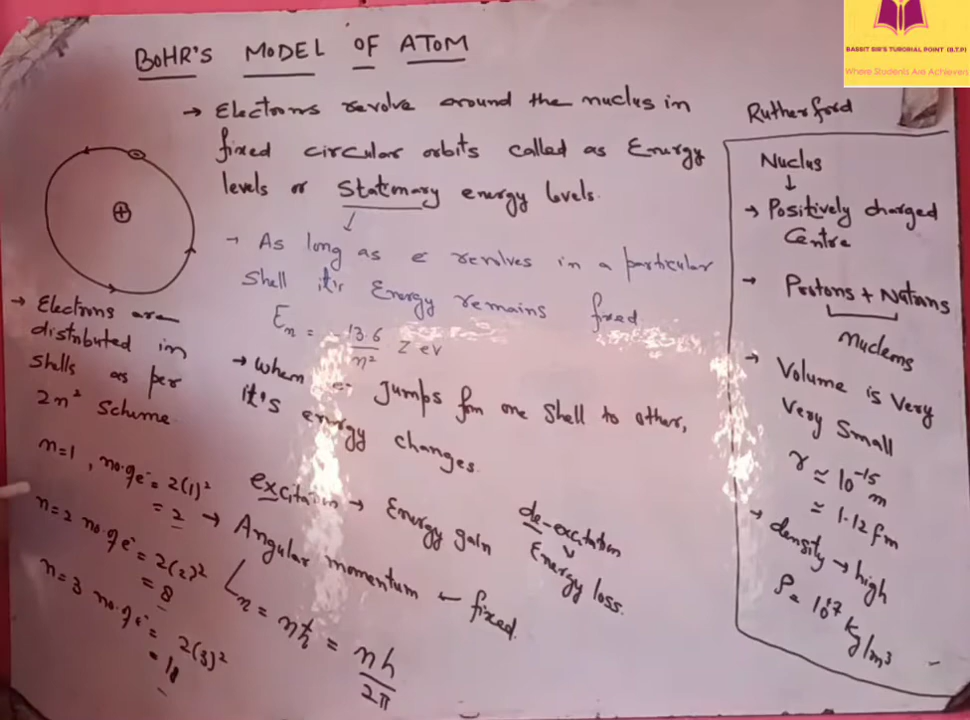 BABBIT SIR'S TURORIAL POINT (B.T.P)
Where Students Are Achievers
BOHR'S MODEL OF ATOM
→ Electrons revolve around the nuclus in
fixed circular orbits called as Energy
levels or Stationary energy levels.
→ As long as e⁻ revolves in a particular
Shell it's Energy remains fixed
Eₙ = -13.6/n² Z ev
→ When e⁻ Jumps from one Shell to other,
it's energy changes.
excitation → Energy gain
de-excitation
↓
Energy loss.
→ Angular momentum ← fixed.
Lₙ = nħ = nh/2π
⊕
→ Electrons are
distributed in
shells as per
2n² Scheme.
n=1, no. of e⁻ = 2(1)²
= 2
n=2 no. of e⁻ = 2(2)²
= 8
n=3 no. of e⁻ = 2(3)²
= 18
Rutherford
Nuclus
↓
→ Positively charged
Centre
→ Protons + Nutrons
nucleons
→ Volume is Very
Very Small
r ≈ 10⁻¹⁵ m
≈ 1.12 fm
→ density → high
ρ ≈ 10¹⁷ Kg/m³